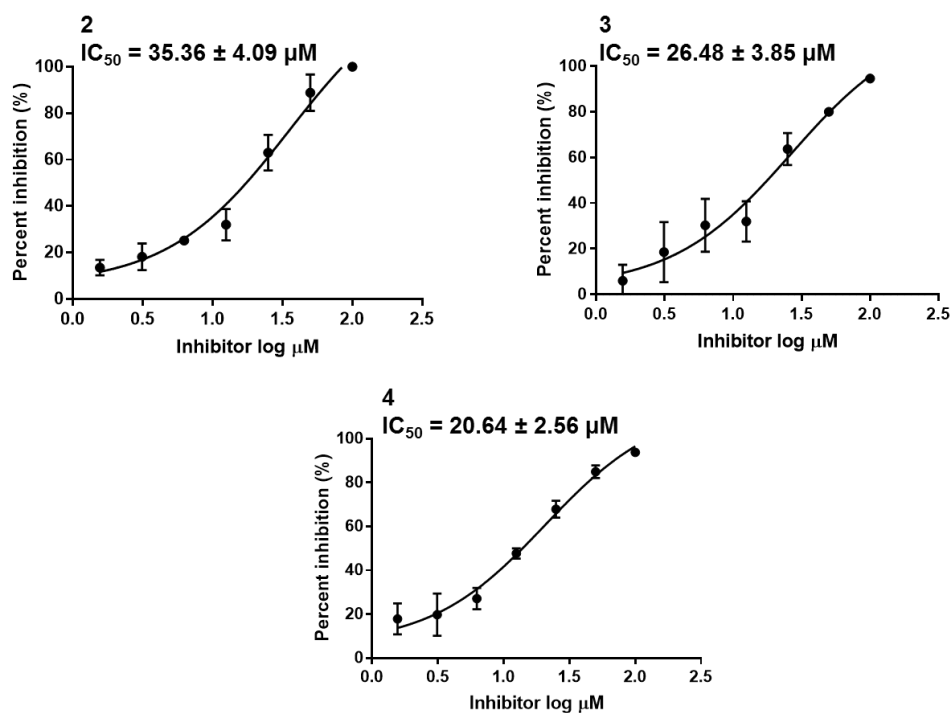 2
IC50 = 35.36 ± 4.09 µM
Percent inhibition (%)
100
80
60
40
20
0
0.0 0.5 1.0 1.5 2.0 2.5
Inhibitor log µM
3
IC50 = 26.48 ± 3.85 µM
Percent inhibition (%)
100
80
60
40
20
0
0.0 0.5 1.0 1.5 2.0 2.5
Inhibitor log µM
4
IC50 = 20.64 ± 2.56 µM
Percent inhibition (%)
100
80
60
40
20
0
0.0 0.5 1.0 1.5 2.0 2.5
Inhibitor log µM